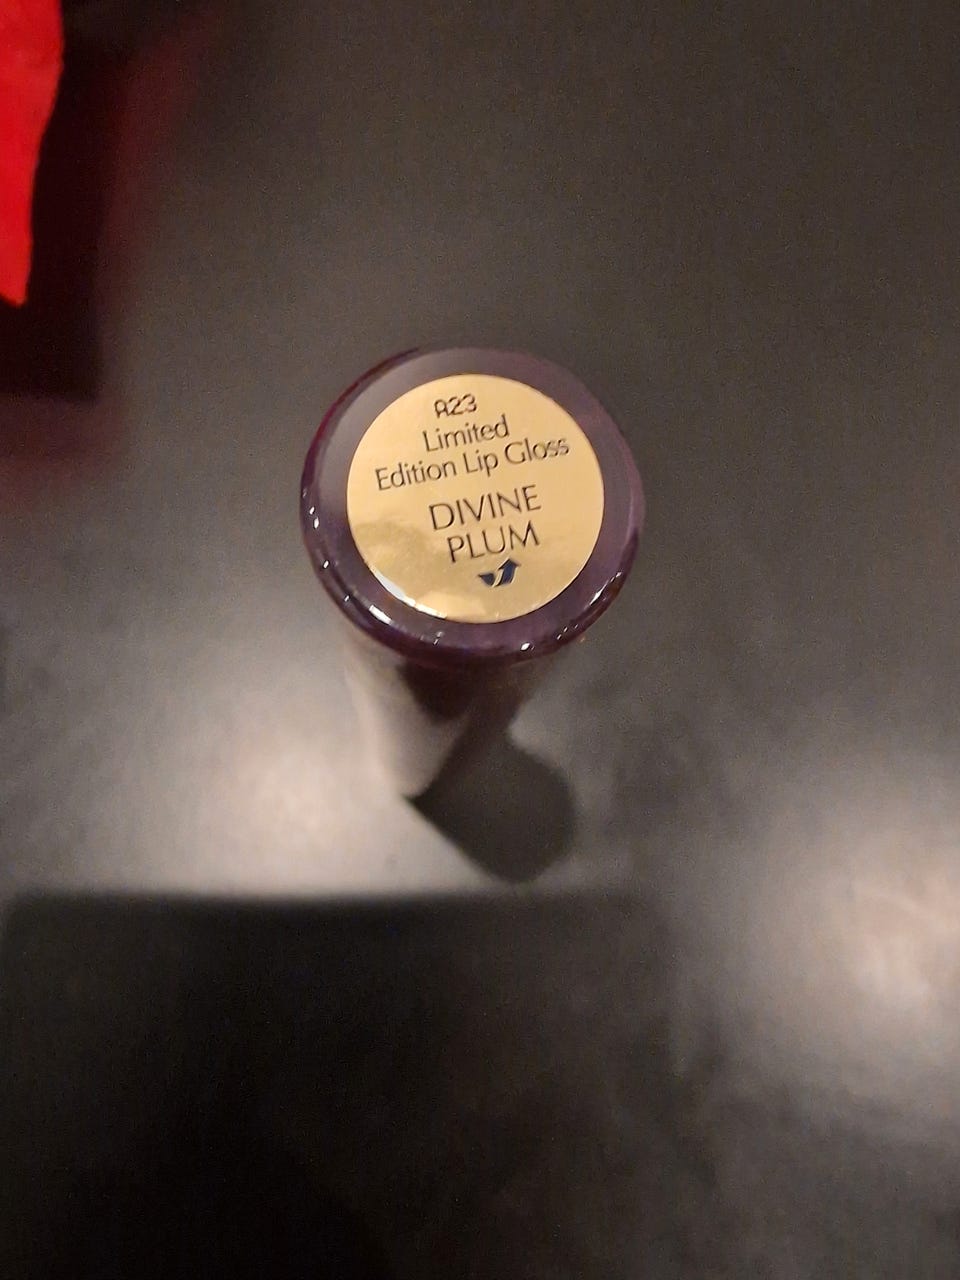 A23
Limited
Edition Lip Gloss
DIVINE
PLUM